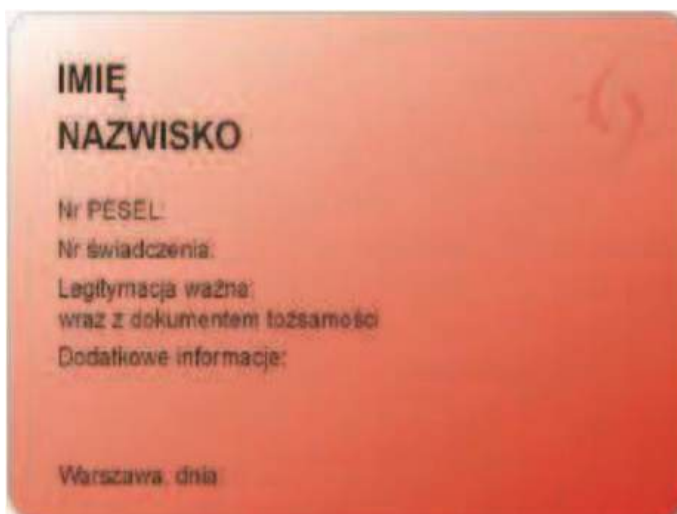 IMIĘ
NAZWISKO
Nr PESEL:
Nr świadczenia:
Legitymacja ważna:
wraz z dokumentem tożsamości
Dodatkowe informacje:
Warszawa, dnia: